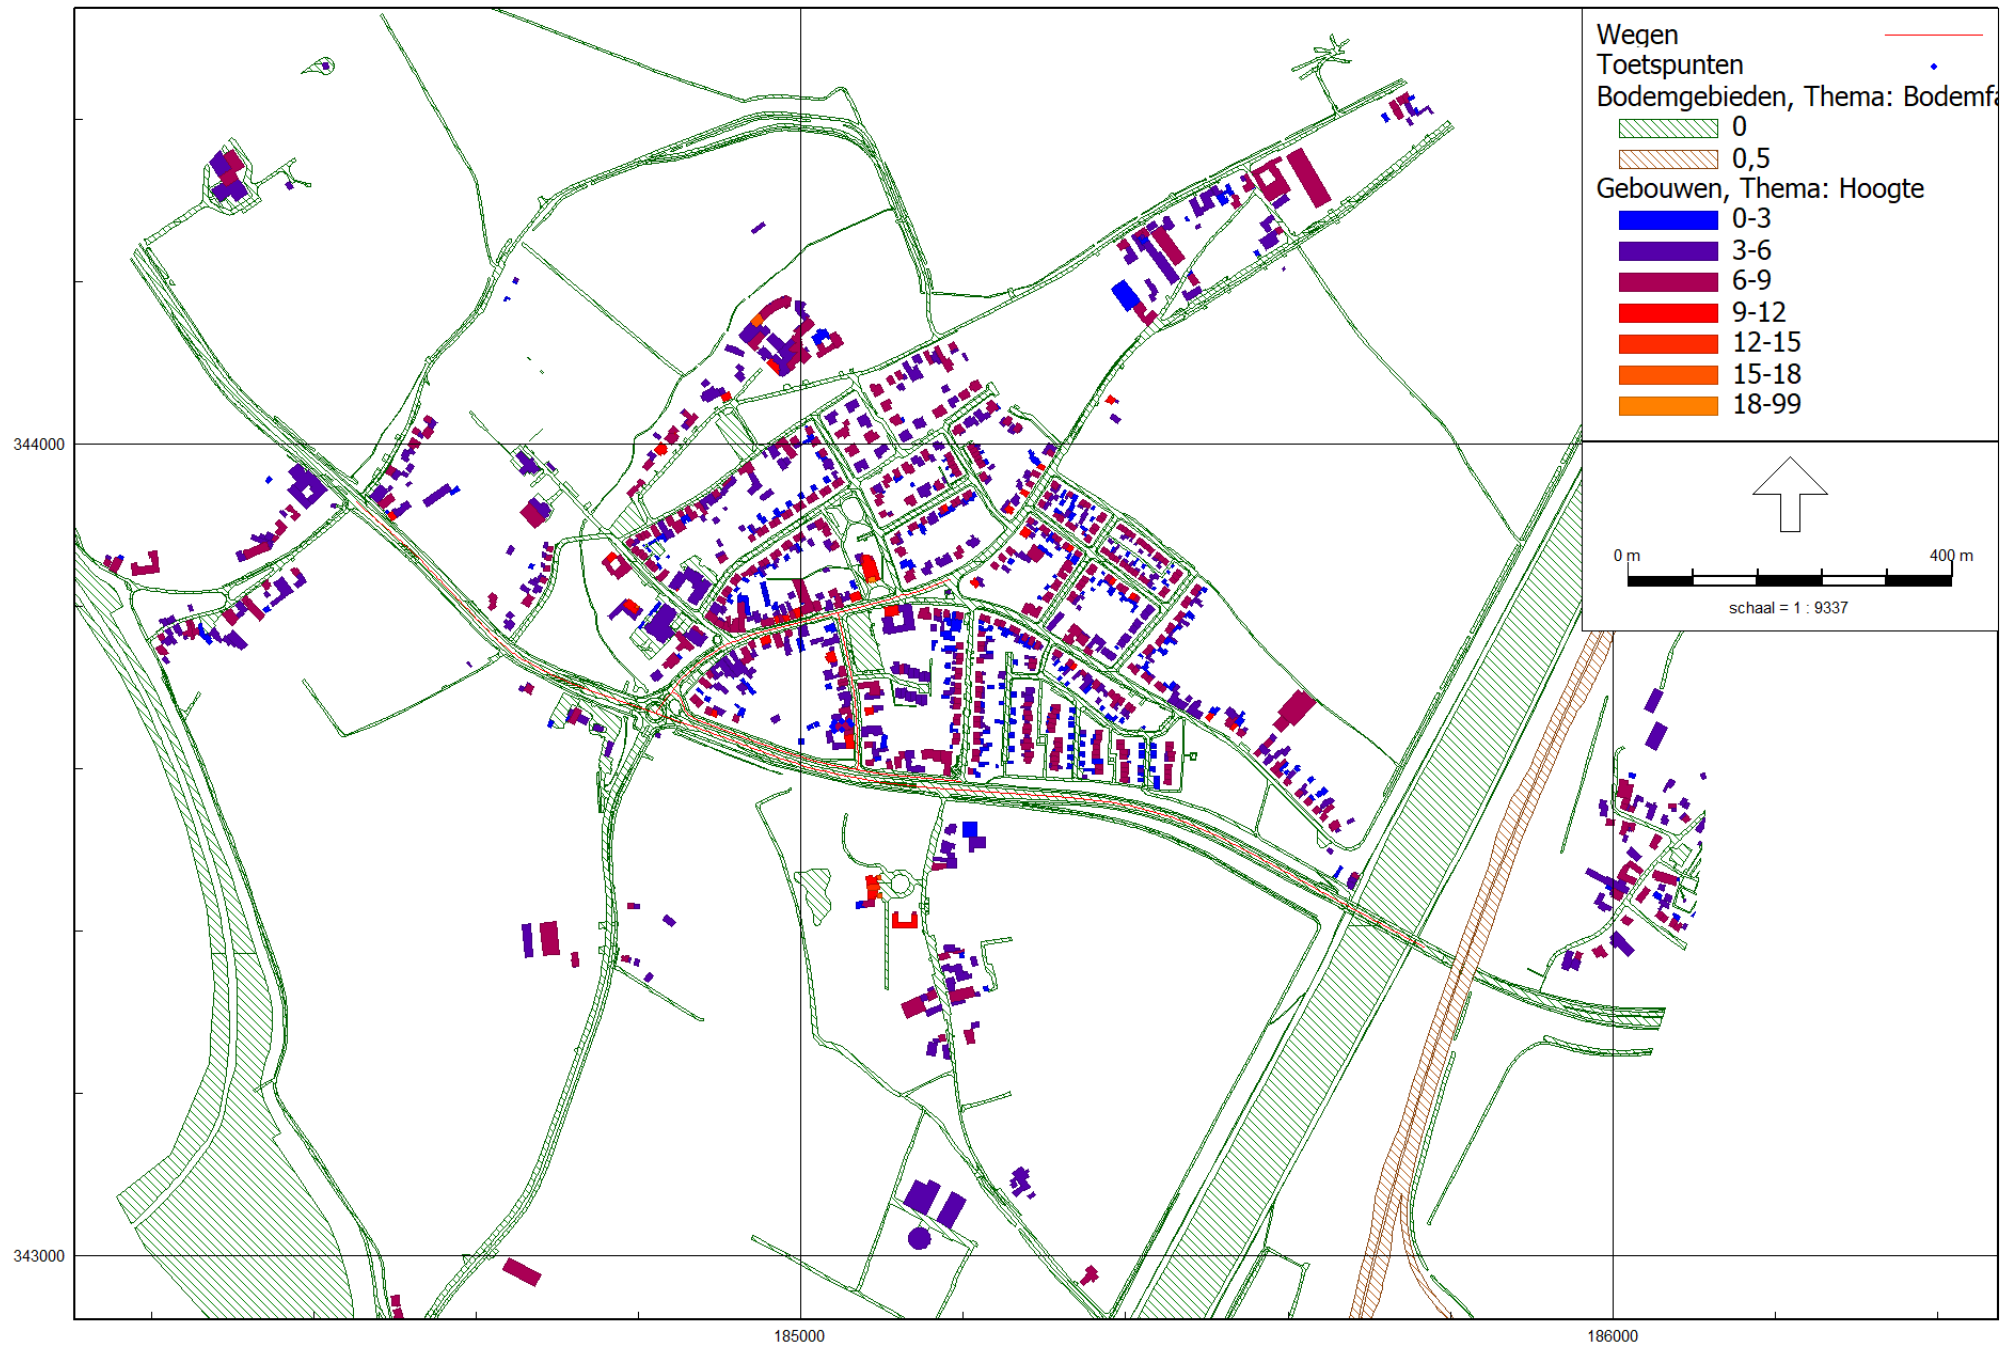 Wegen
Toetspunten
Bodemgebieden, Thema: Bodemfa
0
0,5
Gebouwen, Thema: Hoogte
0-3
3-6
6-9
9-12
12-15
15-18
18-99
344000
0 m 400 m
schaal = 1 : 9337
343000
185000 186000